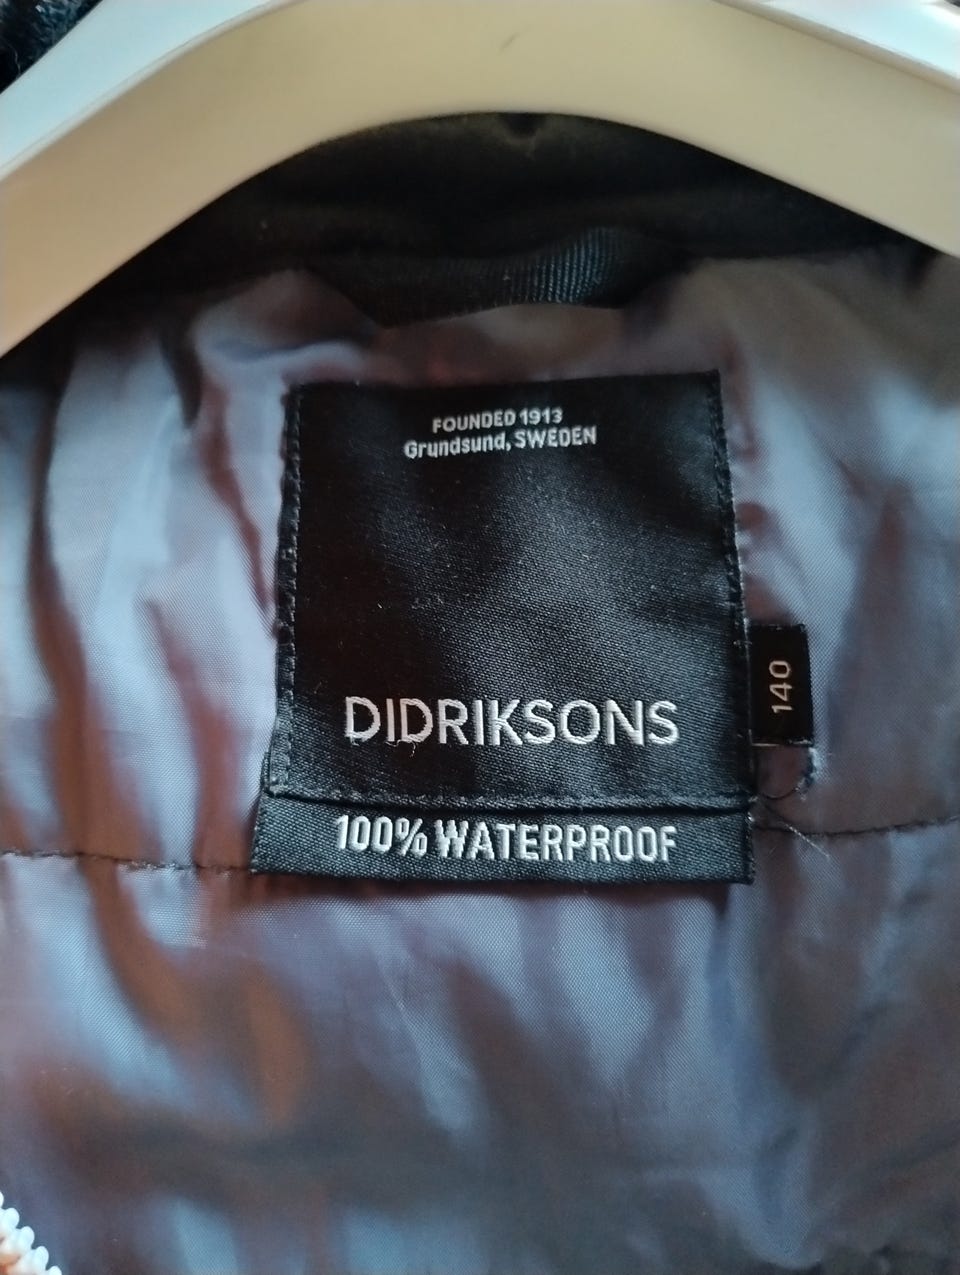 FOUNDED 1913
Grundsund, SWEDEN
DIDRIKSONS
140
100% WATERPROOF